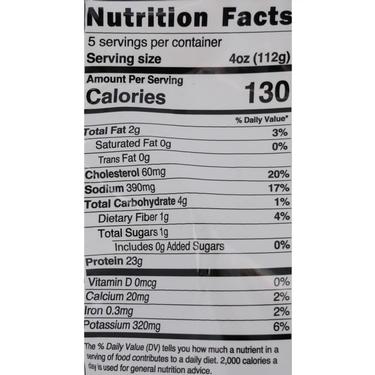 Nutrition Facts
5 servings per container
Serving size 4oz (112g)
Amount Per Serving
Calories 130
% Daily Value*
Total Fat 2g 3%
Saturated Fat 0g 0%
Trans Fat 0g
Cholesterol 60mg 20%
Sodium 390mg 17%
Total Carbohydrate 4g 1%
Dietary Fiber 1g 4%
Total Sugars 1g
Includes 0g Added Sugars 0%
Protein 23g
Vitamin D 0mcg 0%
Calcium 20mg 2%
Iron 0.3mg 2%
Potassium 320mg 6%
*The % Daily Value (DV) tells you how much a nutrient in a
serving of food contributes to a daily diet. 2,000 calories a
day is used for general nutrition advice.